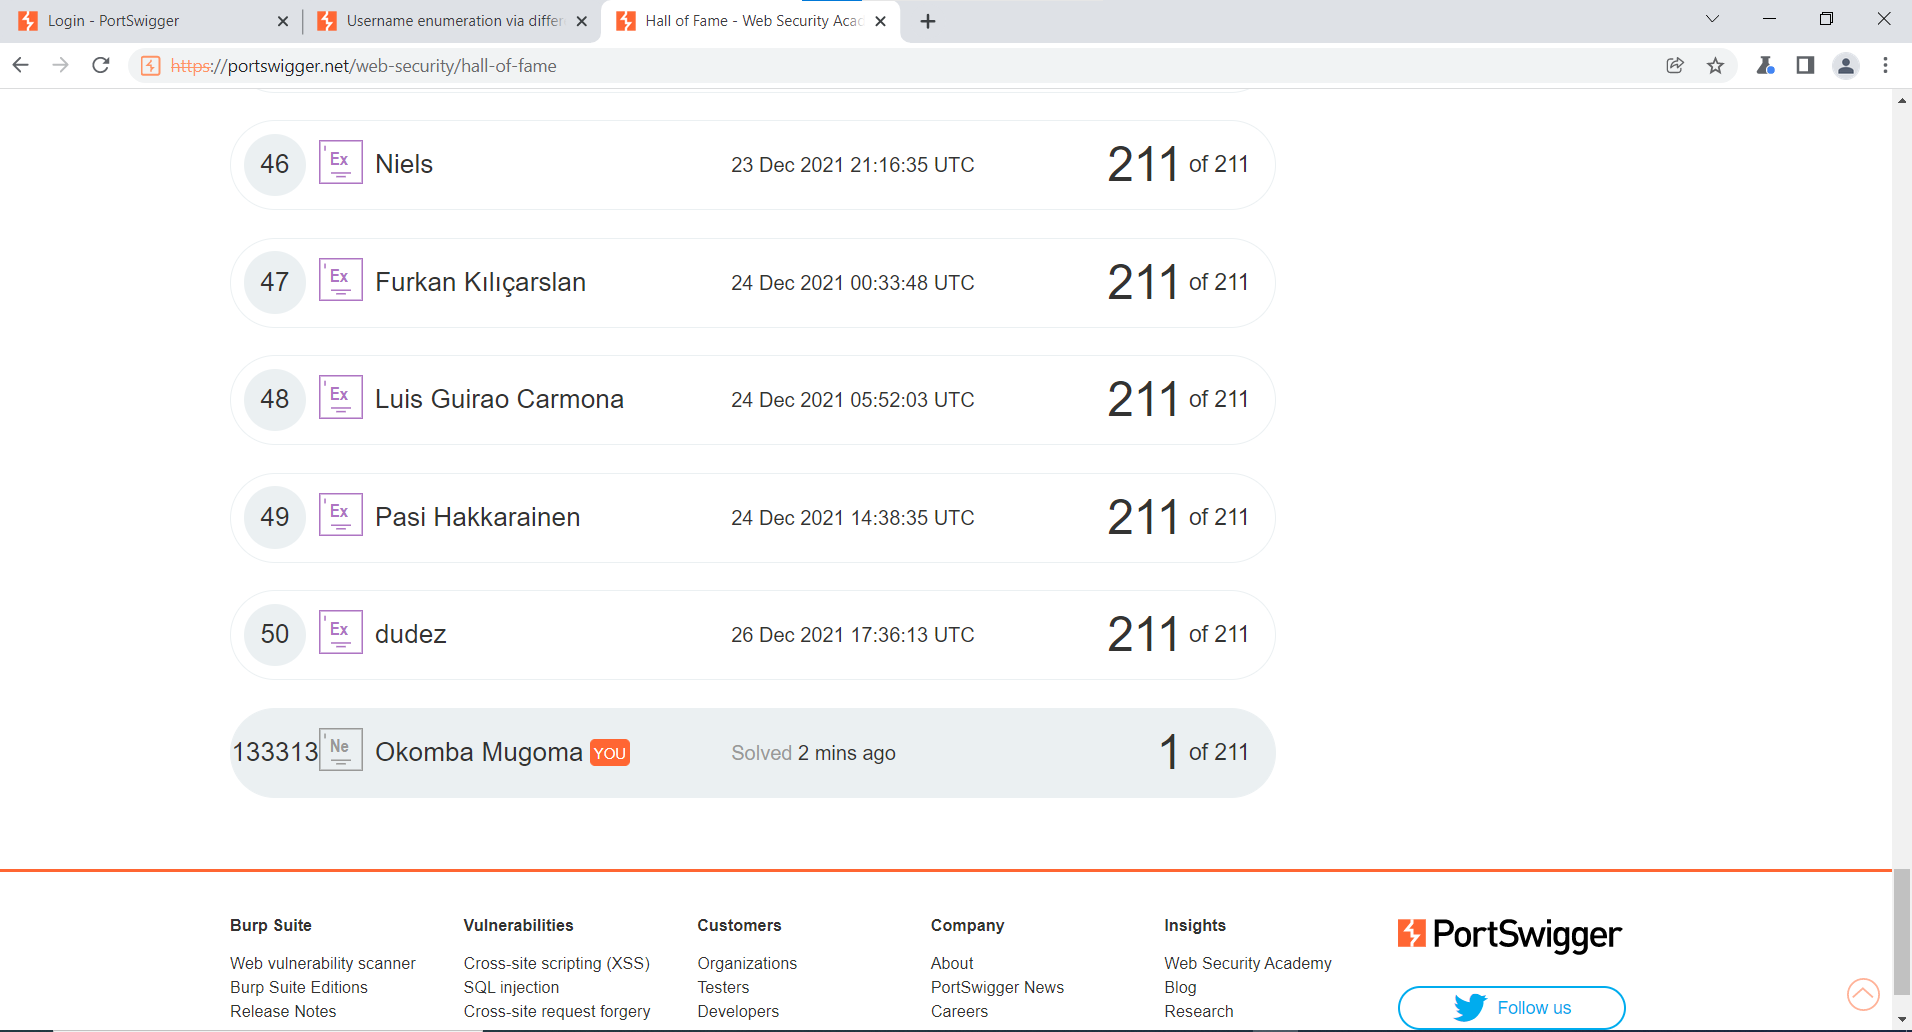 Login - PortSwigger
Username enumeration via differ
Hall of Fame - Web Security Acad
https://portswigger.net/web-security/hall-of-fame
46 Ex Niels 23 Dec 2021 21:16:35 UTC 211 of 211
47 Ex Furkan Kılıçarslan 24 Dec 2021 00:33:48 UTC 211 of 211
48 Ex Luis Guirao Carmona 24 Dec 2021 05:52:03 UTC 211 of 211
49 Ex Pasi Hakkarainen 24 Dec 2021 14:38:35 UTC 211 of 211
50 Ex dudez 26 Dec 2021 17:36:13 UTC 211 of 211
133313 Ne Okomba Mugoma YOU Solved 2 mins ago 1 of 211
Burp Suite
Web vulnerability scanner
Burp Suite Editions
Release Notes
Vulnerabilities
Cross-site scripting (XSS)
SQL injection
Cross-site request forgery
Customers
Organizations
Testers
Developers
Company
About
PortSwigger News
Careers
Insights
Web Security Academy
Blog
Research
PortSwigger
Follow us